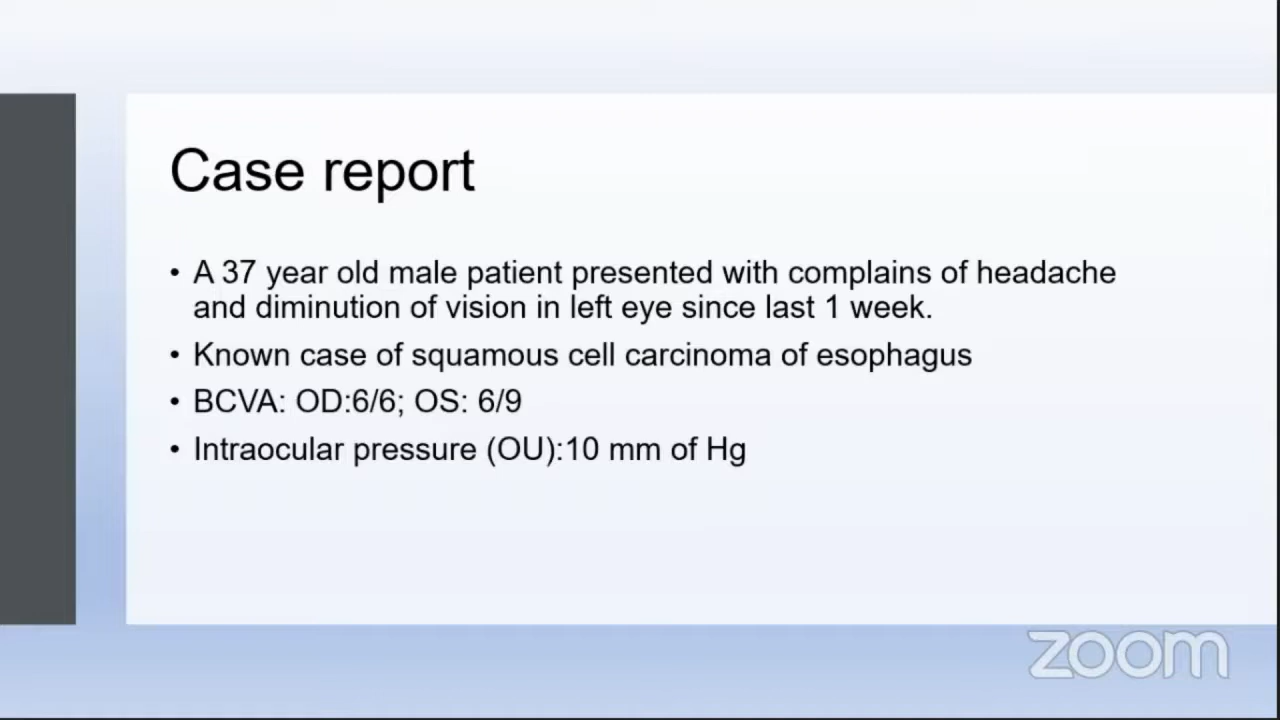 Case report
• A 37 year old male patient presented with complains of headache
and diminution of vision in left eye since last 1 week.
• Known case of squamous cell carcinoma of esophagus
• BCVA: OD:6/6; OS: 6/9
• Intraocular pressure (OU):10 mm of Hg
zoom